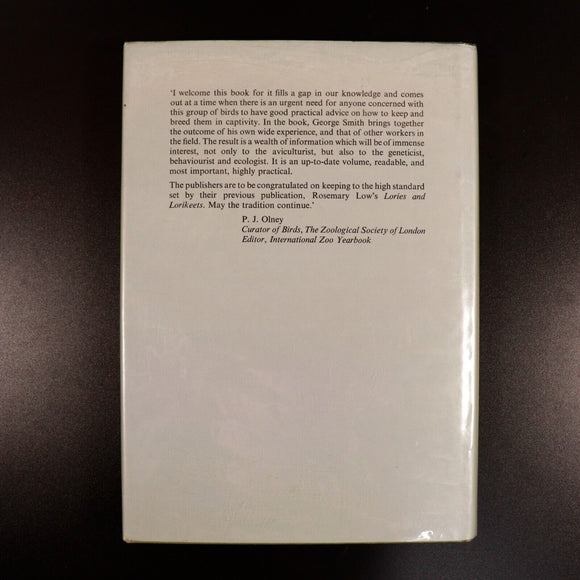 'I welcome this book for it fills a gap in our knowledge and comes
out at a time when there is an urgent need for anyone concerned with
this group of birds to have good practical advice on how to keep and
breed them in captivity. In the book, George Smith brings together
the outcome of his own wide experience, and that of other workers in
the field. The result is a wealth of information which will be of immense
interest, not only to the aviculturist, but also to the geneticist,
behaviourist and ecologist. It is an up-to-date volume, readable, and
most important, highly practical.
The publishers are to be congratulated on keeping to the high standard
set by their previous publication, Rosemary Low's Lories and
Lorikeets. May the tradition continue.'
P. J. Olney
Curator of Birds, The Zoological Society of London
Editor, International Zoo Yearbook